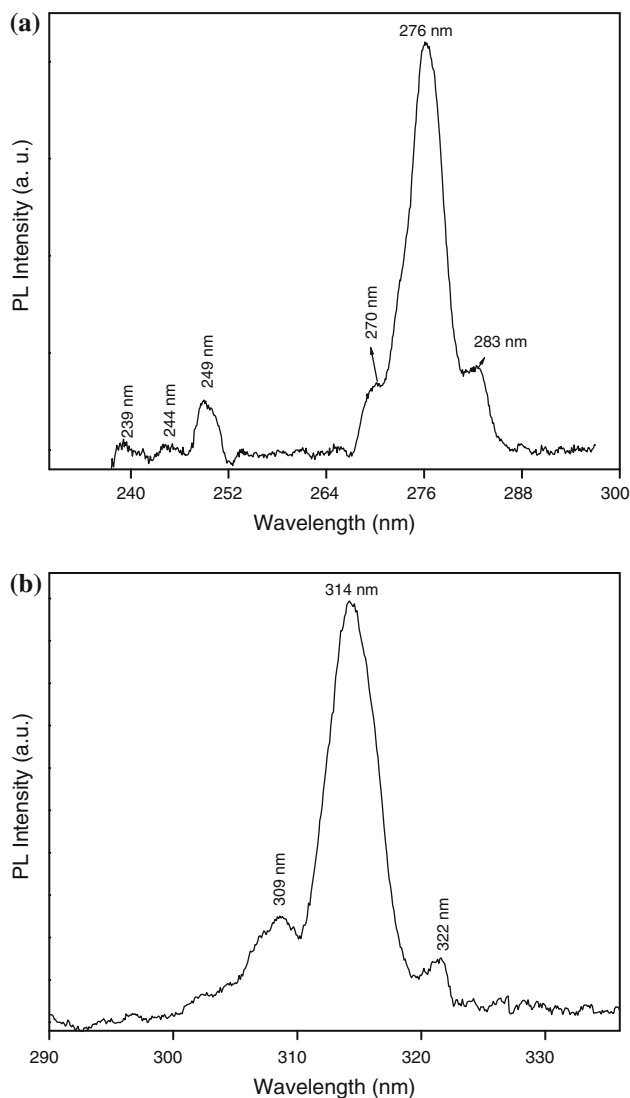 (a)
276 nm
270 nm
283 nm
249 nm
239 nm
244 nm
PL Intensity (a. u.)
240 252 264 276 288 300
Wavelength (nm)
(b)
314 nm
309 nm
322 nm
PL Intensity (a.u.)
290 300 310 320 330
Wavelength (nm)